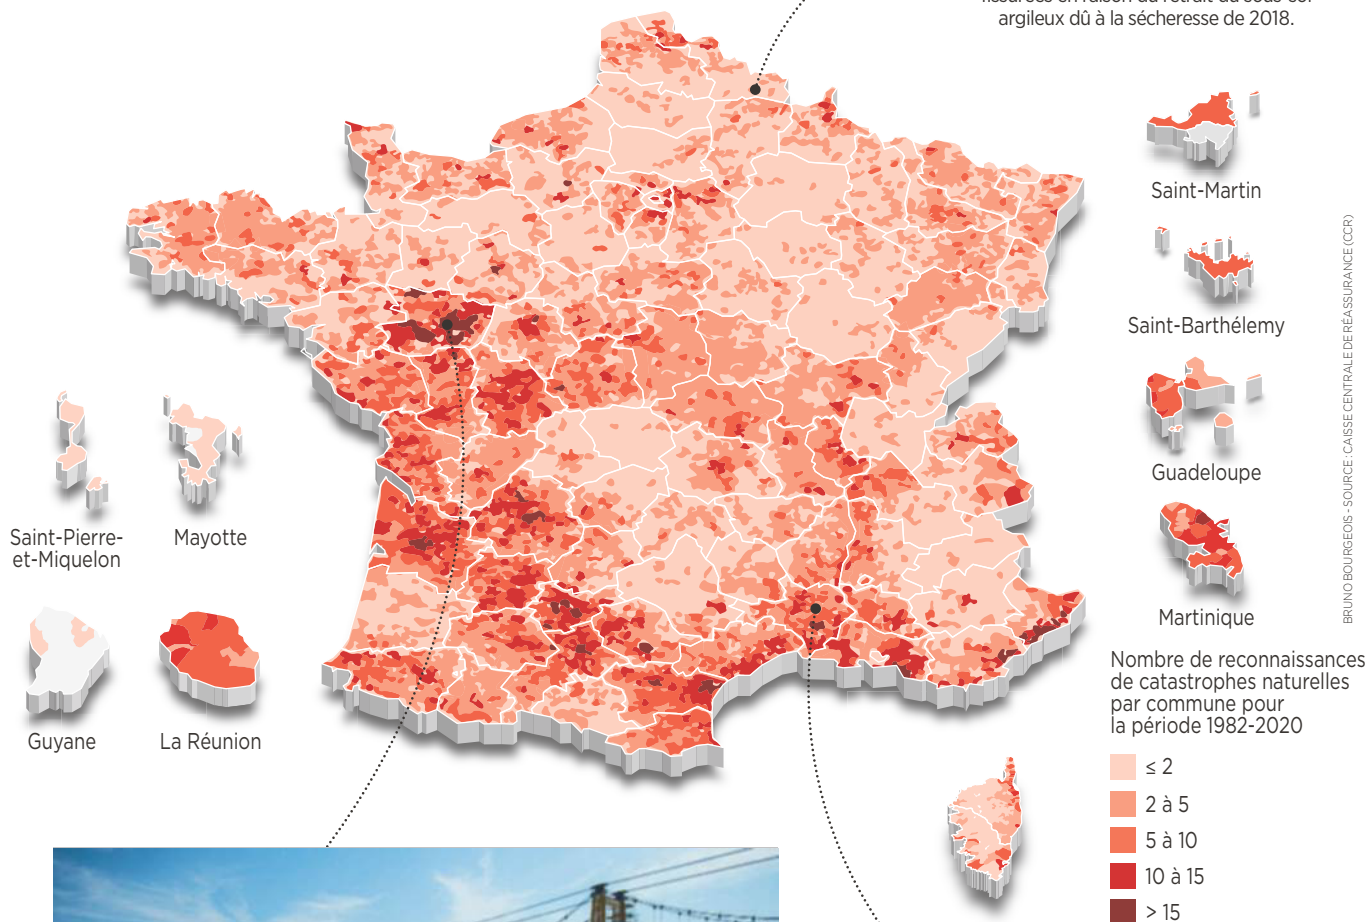 argileux dû à la sécheresse de 2018.
Saint-Martin
Saint-Barthélemy
Guadeloupe
Martinique
Saint-Pierre-
et-Miquelon
Mayotte
Guyane
La Réunion
Nombre de reconnaissances
de catastrophes naturelles
par commune pour
la période 1982-2020
≤ 2
2 à 5
5 à 10
10 à 15
> 15
BRUNO BOURGEOIS - SOURCE : CAISSE CENTRALE DE RÉASSURANCE (CCR)